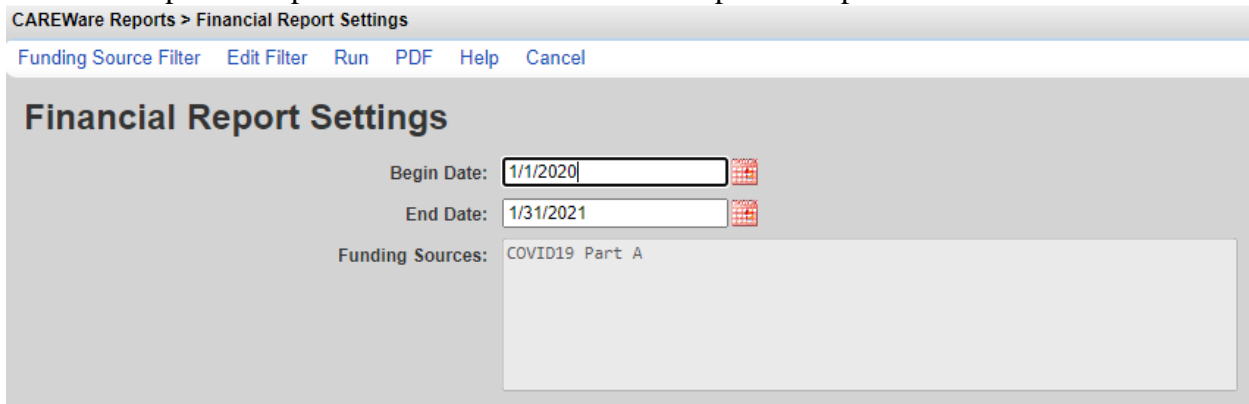 CAREWare Reports > Financial Report Settings
Funding Source Filter Edit Filter Run PDF Help Cancel
Financial Report Settings
Begin Date: 1/1/2020
End Date: 1/31/2021
Funding Sources: COVID19 Part A